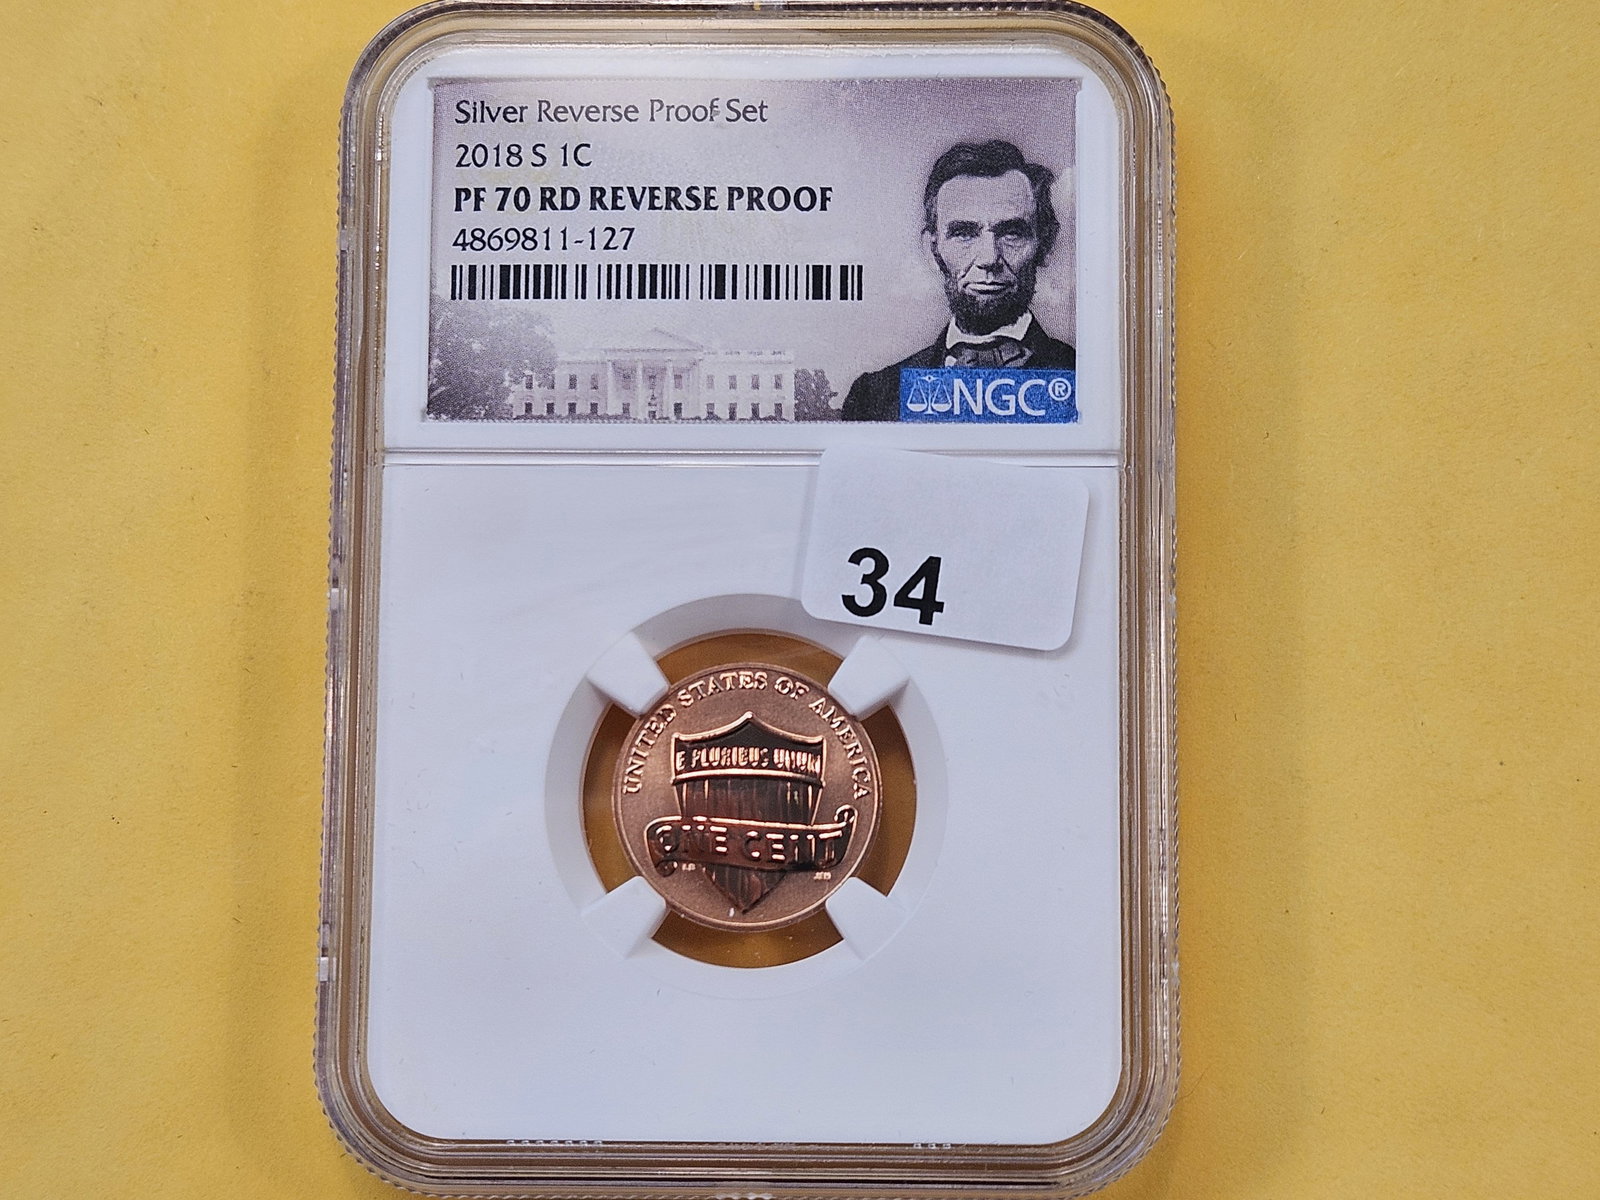 Silver Reverse Proof Set
2018 S 1C
PF 70 RD REVERSE PROOF
4869811-127
NGC®
34
UNITED STATES OF AMERICA
E PLURIBUS UNUM
ONE CENT